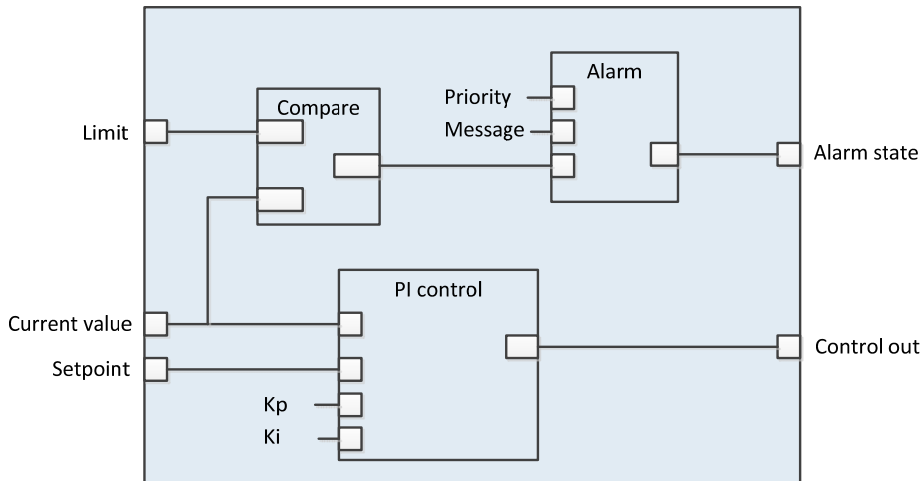 Alarm
Compare
Priority
Message
Limit
Alarm state
PI control
Current value
Control out
Setpoint
Kp
Ki